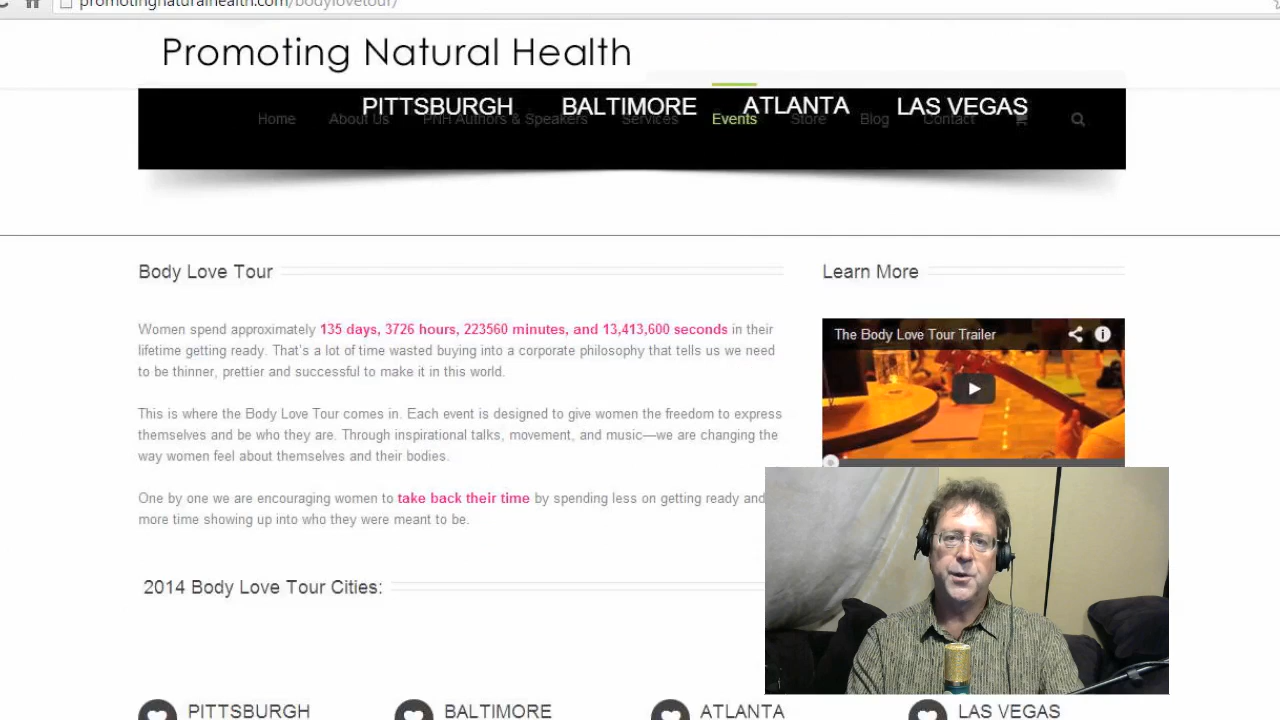 promotingnaturalhealth.com/bodylovetour/
Promoting Natural Health
PITTSBURGH BALTIMORE ATLANTA LAS VEGAS
Home About Us PNH Authors & Speakers Services Events Store Blog Contact
Body Love Tour
Women spend approximately 135 days, 3726 hours, 223560 minutes, and 13,413,600 seconds in their
lifetime getting ready. That's a lot of time wasted buying into a corporate philosophy that tells us we need
to be thinner, prettier and successful to make it in this world.
This is where the Body Love Tour comes in. Each event is designed to give women the freedom to express
themselves and be who they are. Through inspirational talks, movement, and music—we are changing the
way women feel about themselves and their bodies.
One by one we are encouraging women to take back their time by spending less on getting ready and
more time showing up into who they were meant to be.
Learn More
The Body Love Tour Trailer
2014 Body Love Tour Cities:
PITTSBURGH BALTIMORE ATLANTA LAS VEGAS